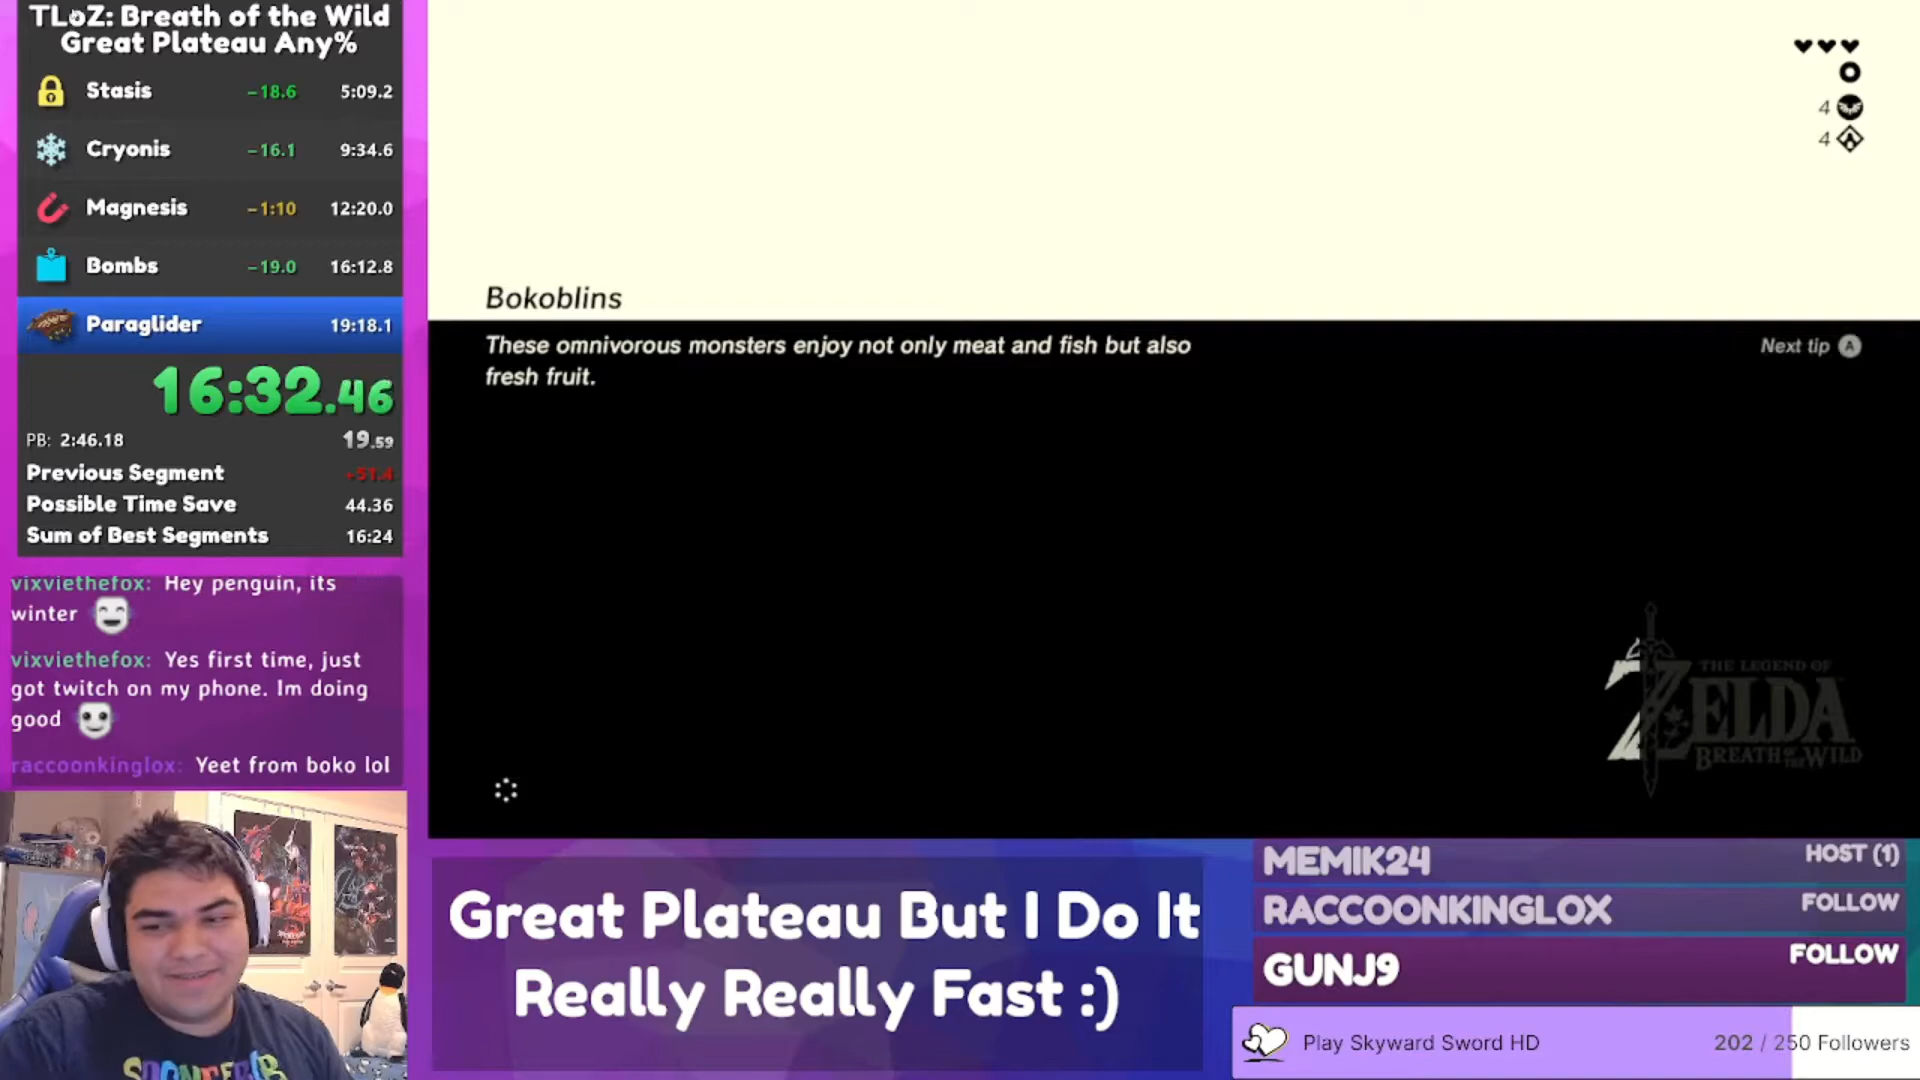 TLoZ: Breath of the Wild
Great Plateau Any%
Stasis -18.6 5:09.2
Cryonis -16.1 9:34.6
Magnesis -1:10 12:20.0
Bombs -19.0 16:12.8
Paraglider 19:18.1
16:32.46
PB: 2:46.18 19.59
Previous Segment +51.4
Possible Time Save 44.36
Sum of Best Segments 16:24
vixviethefox: Hey penguin, its
winter
vixviethefox: Yes first time, just
got twitch on my phone. Im doing
good
raccoonkinglox: Yeet from boko lol
4
4
Bokoblins
These omnivorous monsters enjoy not only meat and fish but also
fresh fruit.
Next tip A
THE LEGEND OF
ZELDA
BREATH OF THE WILD
Great Plateau But I Do It
Really Really Fast :)
MEMIK24 HOST (1)
RACCOONKINGLOX FOLLOW
GUNJ9 FOLLOW
Play Skyward Sword HD 202 / 250 Followers